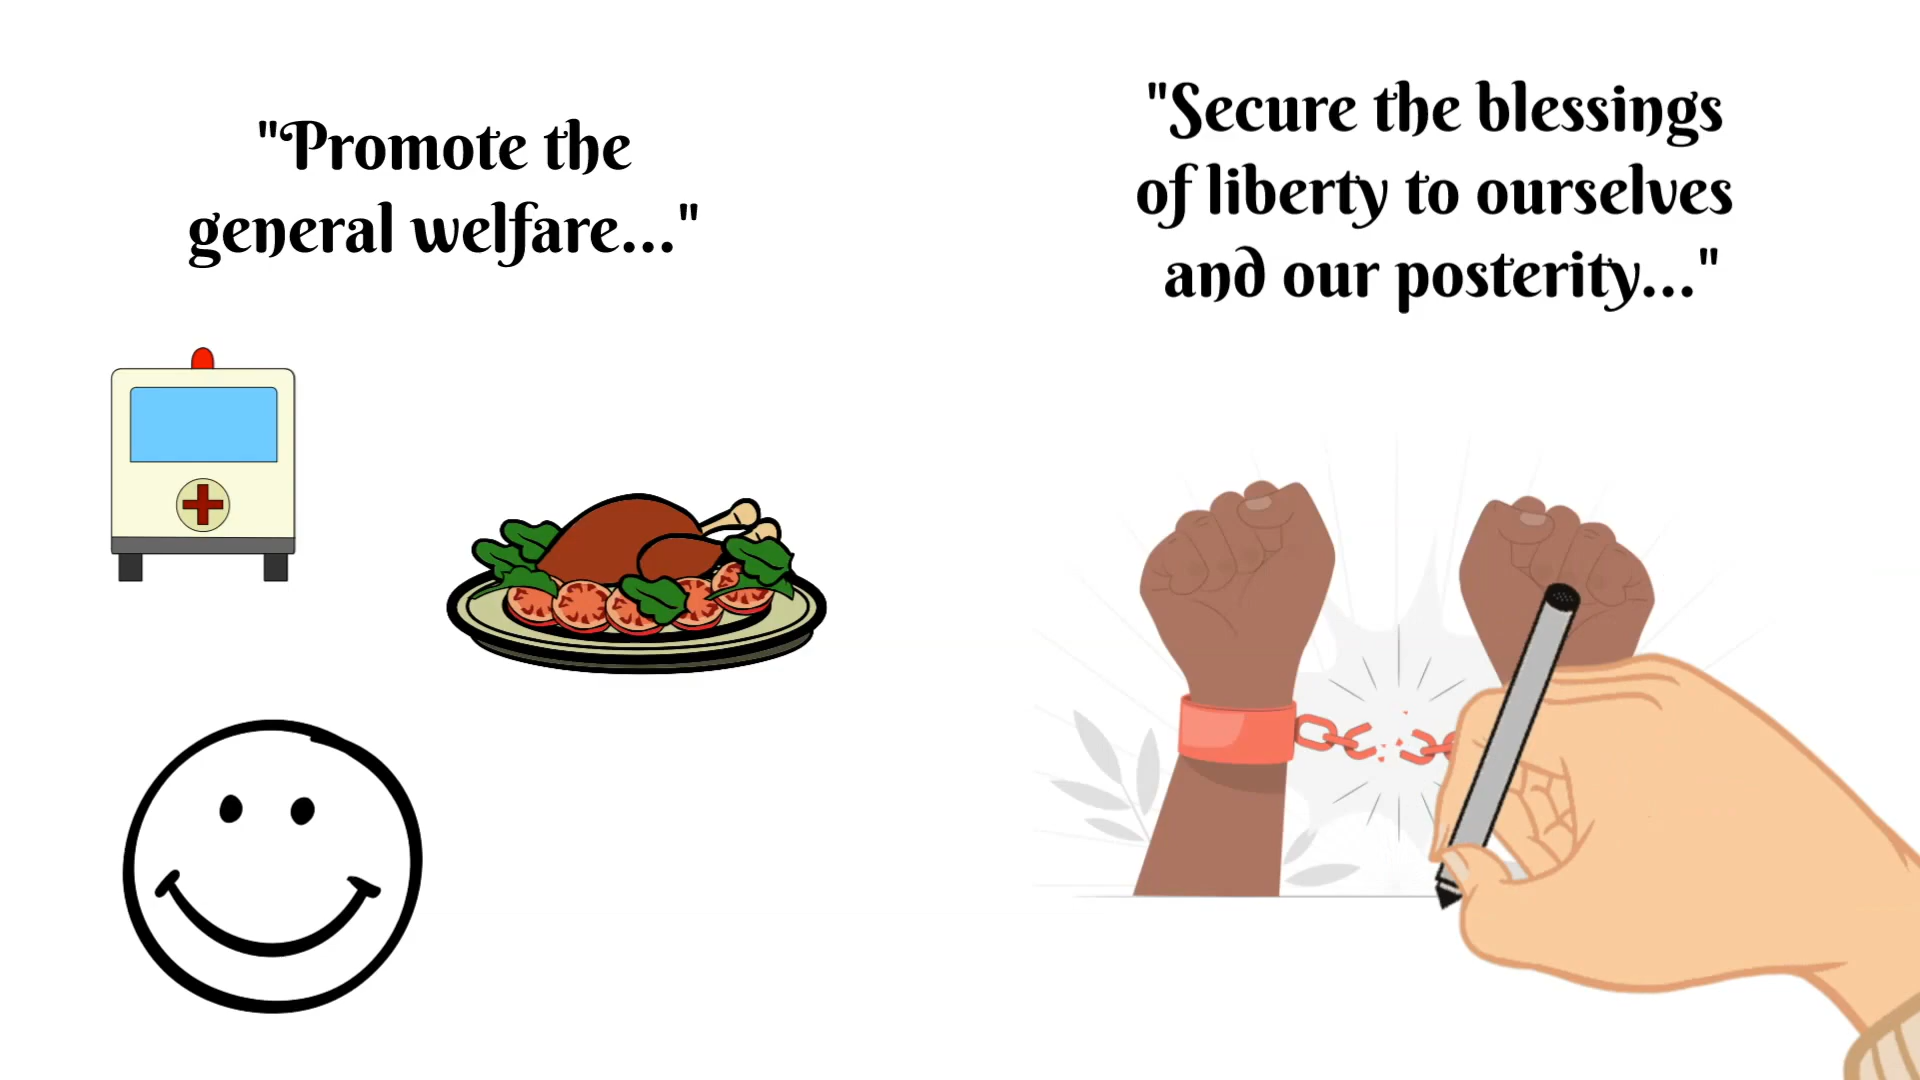 "Promote the
general welfare..."
"Secure the blessings
of liberty to ourselves
and our posterity..."